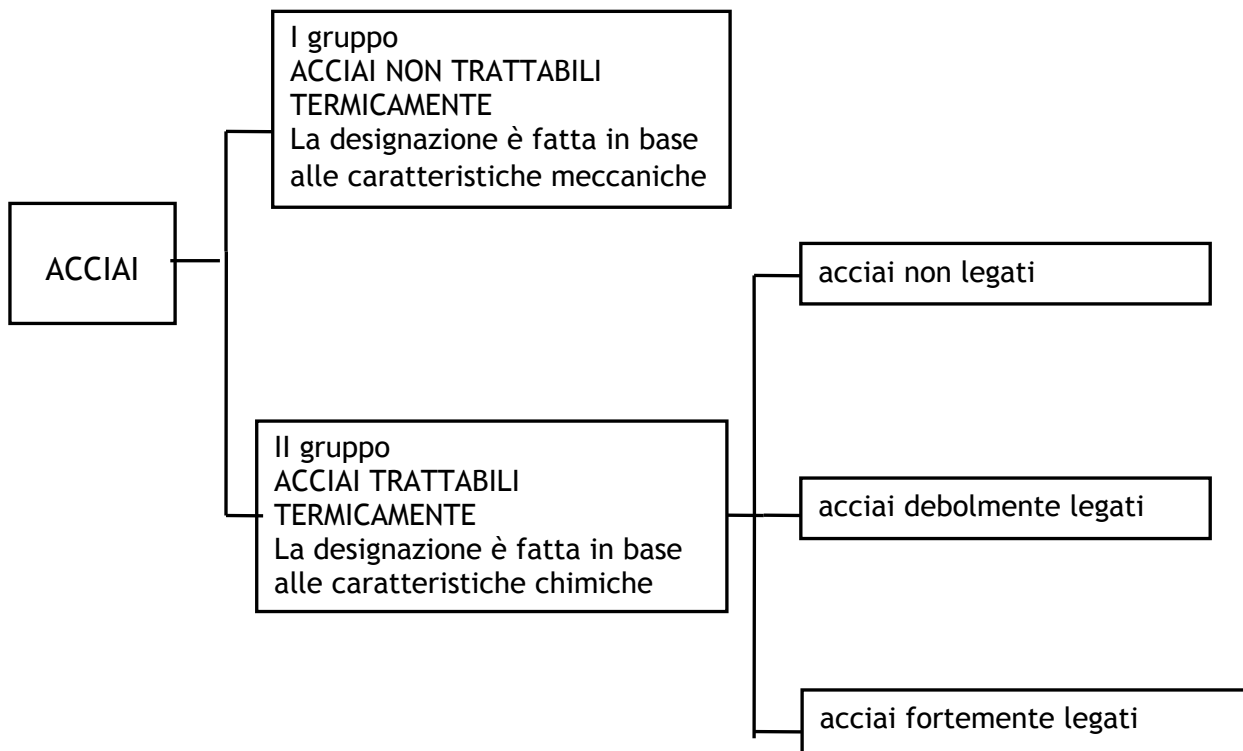 I gruppo
ACCIAI NON TRATTABILI
TERMICAMENTE
La designazione è fatta in base
alle caratteristiche meccaniche
ACCIAI
acciai non legati
II gruppo
ACCIAI TRATTABILI
TERMICAMENTE
La designazione è fatta in base
alle caratteristiche chimiche
acciai debolmente legati
acciai fortemente legati